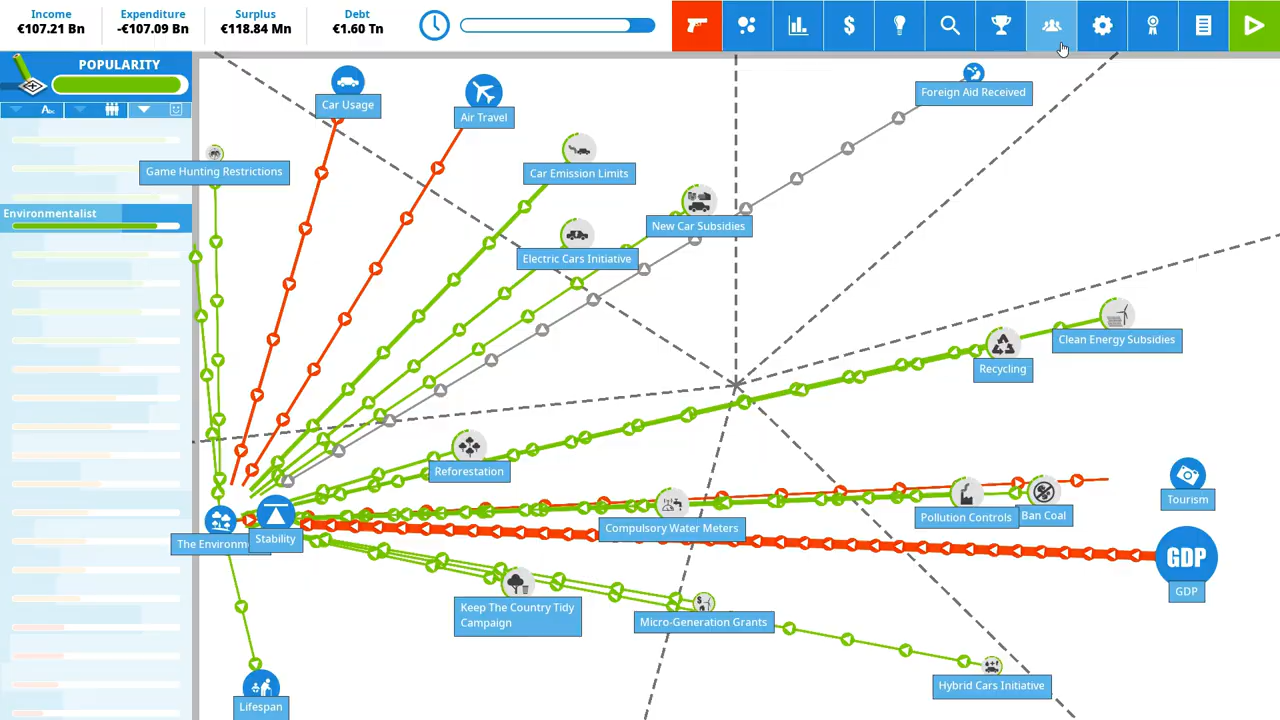 Income
€107.21 Bn
Expenditure
-€107.09 Bn
Surplus
€118.84 Mn
Debt
€1.60 Tn
POPULARITY
Environmentalist
Car Usage
Air Travel
Foreign Aid Received
Game Hunting Restrictions
Car Emission Limits
New Car Subsidies
Electric Cars Initiative
Clean Energy Subsidies
Recycling
Reforestation
Tourism
Compulsory Water Meters
Pollution Controls
Ban Coal
The Environme
Stability
GDP
GDP
Keep The Country Tidy
Campaign
Micro-Generation Grants
Hybrid Cars Initiative
Lifespan